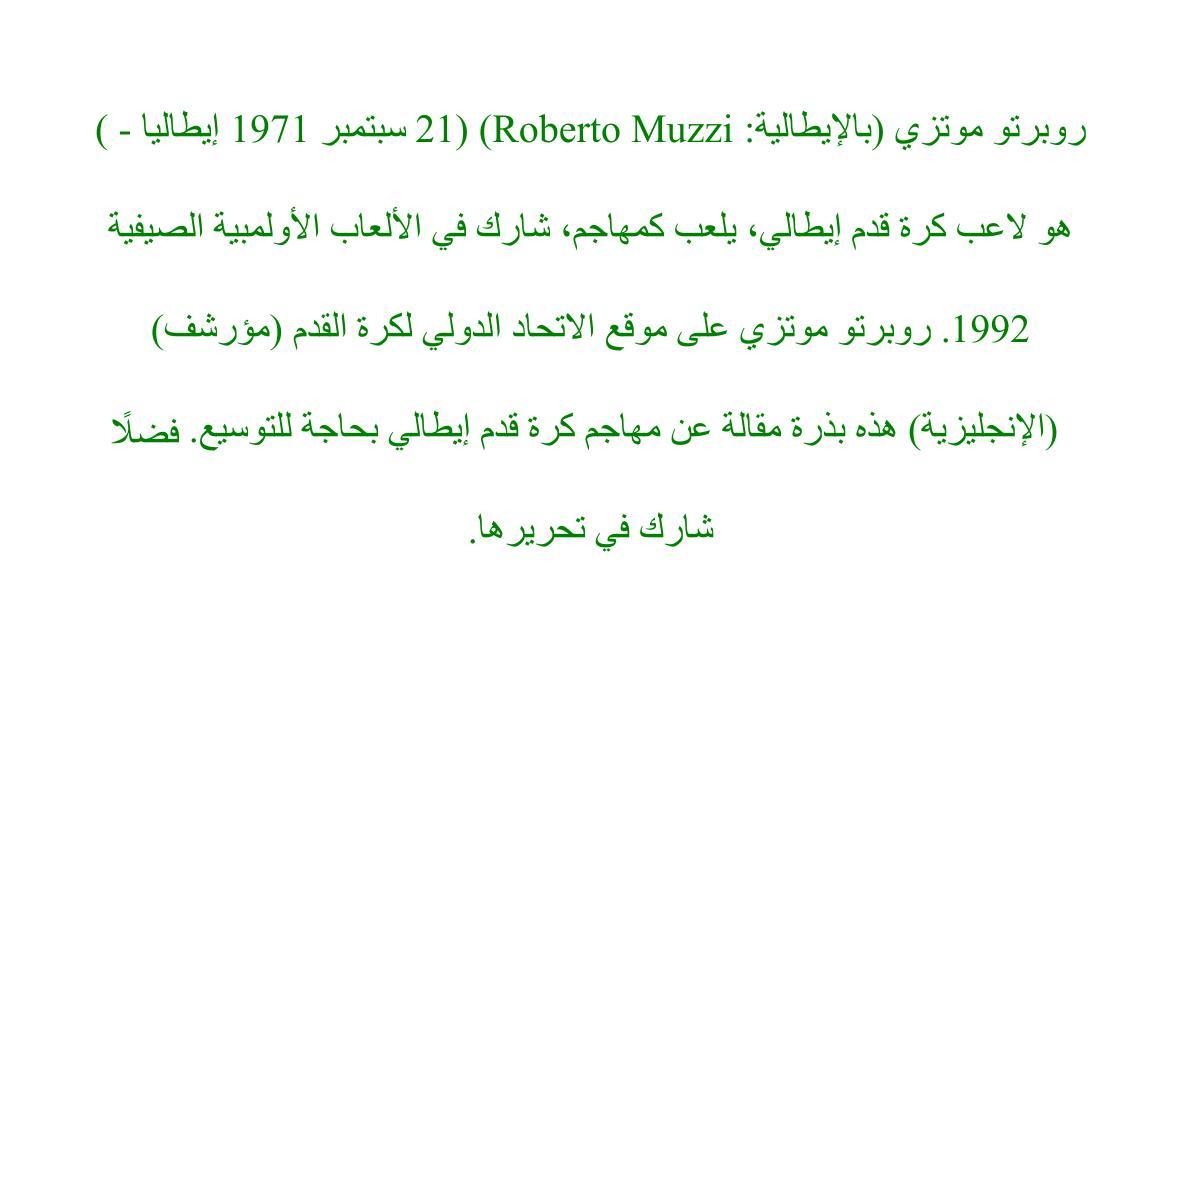 روبرتو موتزي (بالإيطالية: Roberto Muzzi) (21 سبتمبر 1971 إيطاليا - )
هو لاعب كرة قدم إيطالي، يلعب كمهاجم، شارك في الألعاب الأولمبية الصيفية
1992. روبرتو موتزي على موقع الاتحاد الدولي لكرة القدم (مؤرشف)
(الإنجليزية) هذه بذرة مقالة عن مهاجم كرة قدم إيطالي بحاجة للتوسيع. فضلًا
شارك في تحريرها.